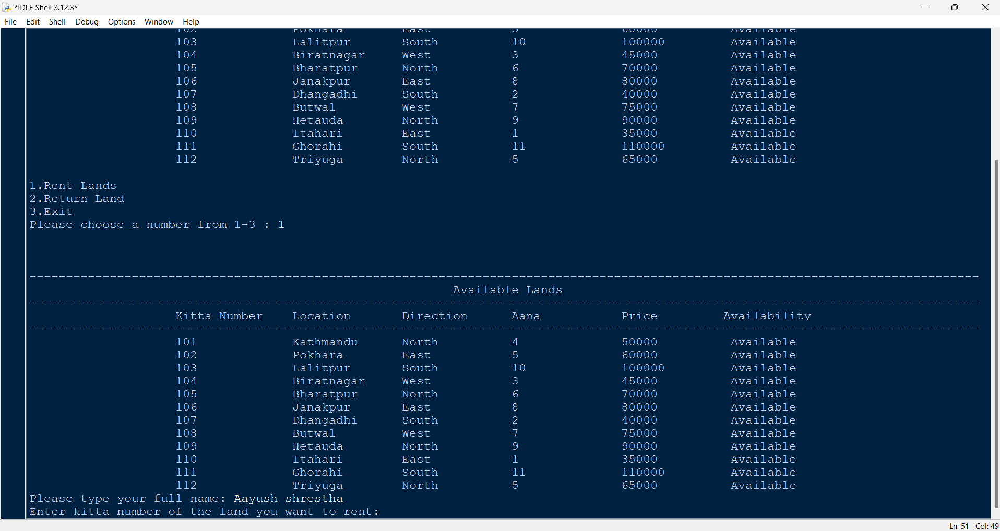 *IDLE Shell 3.12.3*
File Edit Shell Debug Options Window Help
102 Pokhara East 5 60000 Available
103 Lalitpur South 10 100000 Available
104 Biratnagar West 3 45000 Available
105 Bharatpur North 6 70000 Available
106 Janakpur East 8 80000 Available
107 Dhangadhi South 2 40000 Available
108 Butwal West 7 75000 Available
109 Hetauda North 9 90000 Available
110 Itahari East 1 35000 Available
111 Ghorahi South 11 110000 Available
112 Triyuga North 5 65000 Available
1.Rent Lands
2.Return Land
3.Exit
Please choose a number from 1-3 : 1
Available Lands
Kitta Number Location Direction Aana Price Availability
101 Kathmandu North 4 50000 Available
102 Pokhara East 5 60000 Available
103 Lalitpur South 10 100000 Available
104 Biratnagar West 3 45000 Available
105 Bharatpur North 6 70000 Available
106 Janakpur East 8 80000 Available
107 Dhangadhi South 2 40000 Available
108 Butwal West 7 75000 Available
109 Hetauda North 9 90000 Available
110 Itahari East 1 35000 Available
111 Ghorahi South 11 110000 Available
112 Triyuga North 5 65000 Available
Please type your full name: Aayush shrestha
Enter kitta number of the land you want to rent:
Ln: 51 Col: 49